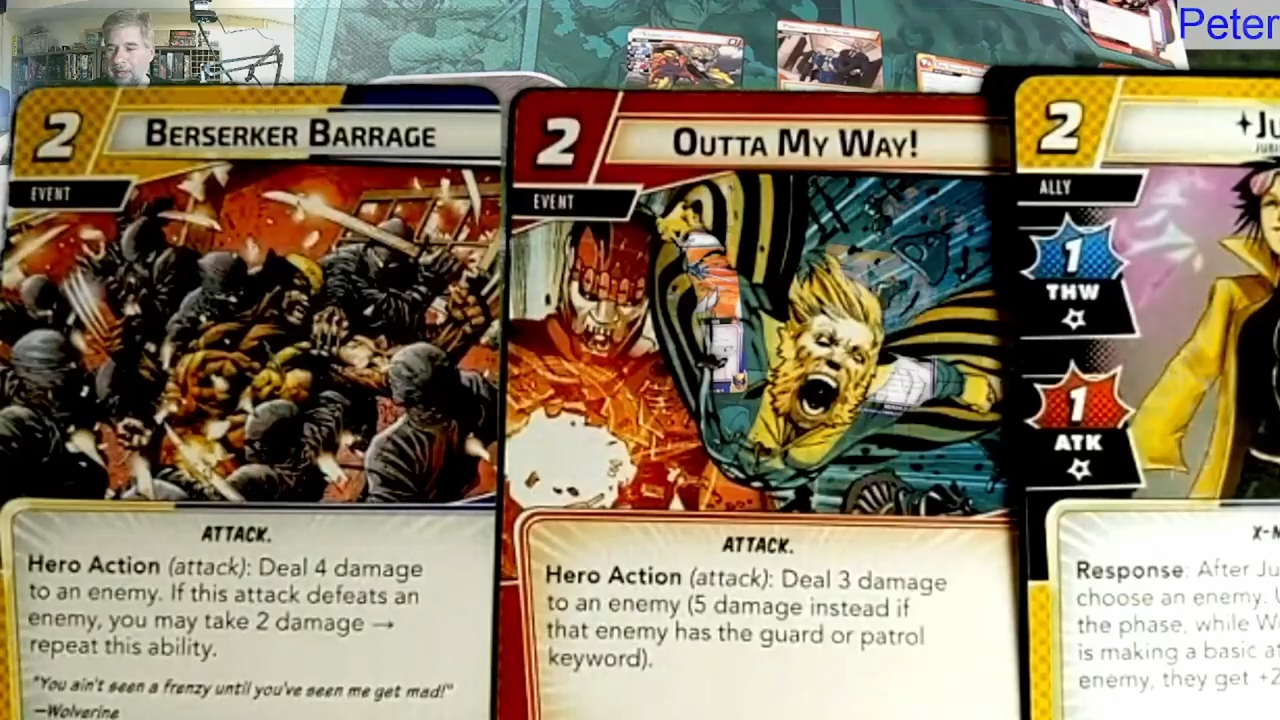 Peter
2
BERSERKER BARRAGE
EVENT
ATTACK.
Hero Action (attack): Deal 4 damage
to an enemy. If this attack defeats an
enemy, you may take 2 damage →
repeat this ability.
"You ain't seen a frenzy until you've seen me get mad!"
—Wolverine
2
OUTTA MY WAY!
EVENT
ATTACK.
Hero Action (attack): Deal 3 damage
to an enemy (5 damage instead if
that enemy has the guard or patrol
keyword).
2
ALLY
1
THW
1
ATK
Response: After
choose an enemy.
the phase, while
is making a basic
enemy, they get +2